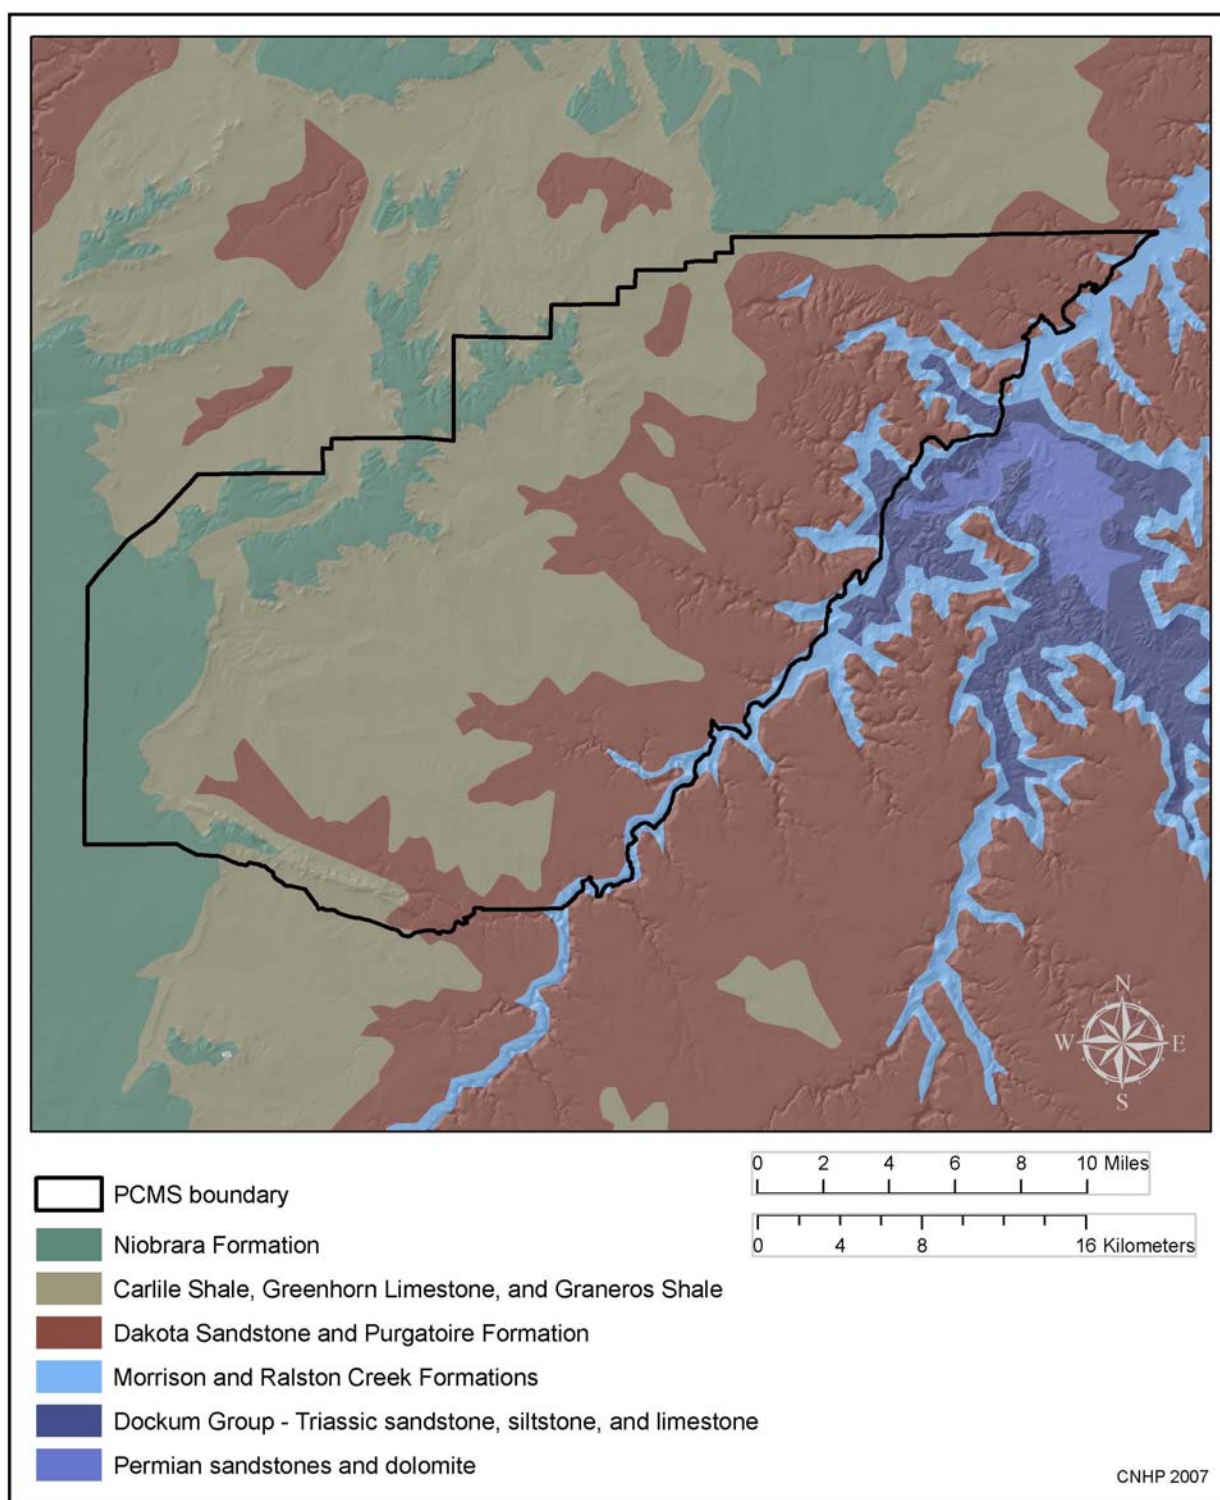 N
W E
S
0 2 4 6 8 10 Miles
0 4 8 16 Kilometers
PCMS boundary
Niobrara Formation
Carlile Shale, Greenhorn Limestone, and Graneros Shale
Dakota Sandstone and Purgatoire Formation
Morrison and Ralston Creek Formations
Dockum Group - Triassic sandstone, siltstone, and limestone
Permian sandstones and dolomite
CNHP 2007